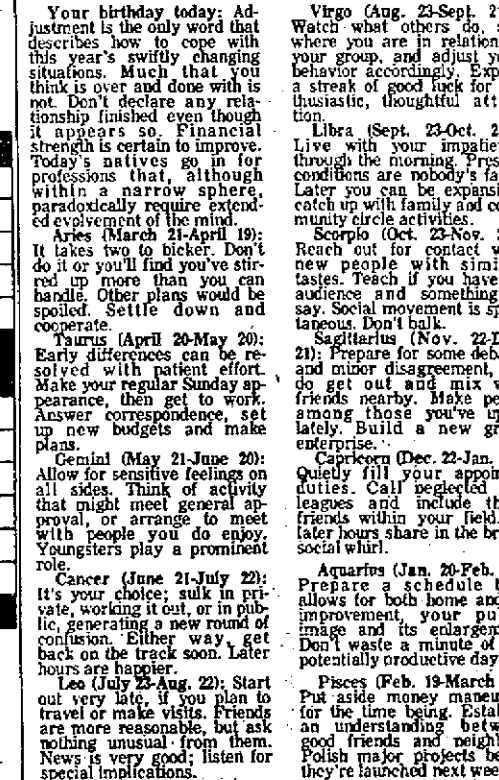 Your birthday today: Ad-
justment is the only word that
describes how to cope with
this year's swiftly changing
situations. Much that you
think is over and done with is
not. Don't declare any rela-
tionship finished even though
it appears so. Financial
strength is certain to improve.
Today's natives go in for
professions that, although
within a narrow sphere,
paradoxically require extend-
ed evolvement of the mind.
Aries (March 21-April 19):
It takes two to bicker. Don't
do it or you'll find you've stir-
red up more than you can
handle. Other plans would be
spoiled. Settle down and
cooperate.
Taurus (April 20-May 20):
Early differences can be re-
solved with patient effort.
Make your regular Sunday ap-
pearance, then get to work.
Answer correspondence, set
up new budgets and make
plans.
Gemini (May 21-June 20):
Allow for sensitive feelings on
all sides. Think of activity
that might meet general ap-
proval, or arrange to meet
with people you do enjoy.
Youngsters play a prominent
role.
Cancer (June 21-July 22):
It's your choice; sulk in pri-
vate, working it out, or in pub-
lic, generating a new round of
confusion. Either way, get
back on the track soon. Later
hours are happier.
Leo (July 23-Aug. 22): Start
out very late, if you plan to
travel or make visits. Friends
are more reasonable, but ask
nothing unusual from them.
News is very good; listen for
special implications.
Virgo (Aug. 23-Sept. 2
Watch what others do,
where you are in relation
your group, and adjust y
behavior accordingly. Exp
a streak of good luck for
thusiastic, thoughtful att
tion.
Libra (Sept. 23-Oct. 2
Live with your impatie
through the morning. Pres
conditions are nobody's fa
Later you can be expansi
catch up with family and c
munity circle activities.
Scorpio (Oct. 23-Nov.
Reach out for contact w
new people with simi
tastes. Teach if you have
audience and something
say. Social movement is sp
taneous. Don't balk.
Sagittarius (Nov. 22-D
21): Prepare for some deba
and minor disagreement,
do get out and mix w
friends nearby. Make pe
among those you've u
lately. Build a new gr
enterprise.
Capricorn (Dec. 22-Jan.
Quietly fill your appoin
duties. Call neglected
leagues and include th
friends within your field.
later hours share in the br
social whirl.
Aquarius (Jan. 20-Feb.
Prepare a schedule t
allows for both home and
improvement, your pu
image and its enlargem
Don't waste a minute of
potentially productive day
Pisces (Feb. 19-March
Put aside money maneu
for the time being. Estal
an understanding betw
good friends and neighb
Polish major projects be
they're launched next wee